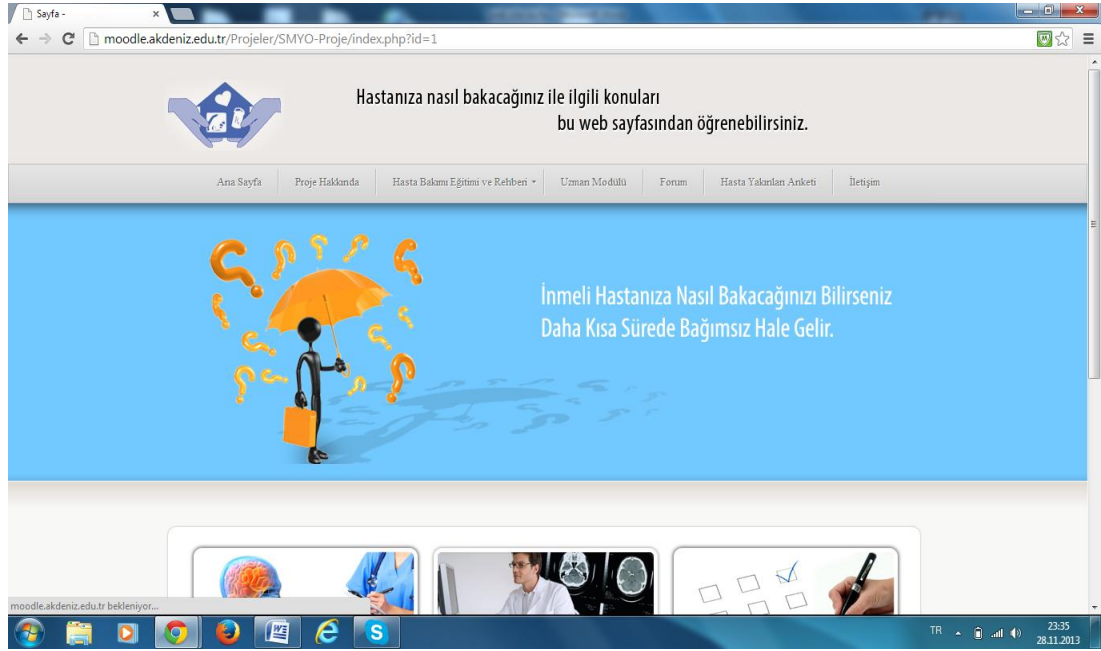 Sayfa -
moodle.akdeniz.edu.tr/Projeler/SMYO-Proje/index.php?id=1
Hastanıza nasıl bakacağınız ile ilgili konuları
bu web sayfasından öğrenebilirsiniz.
Ana Sayfa Proje Hakkında Hasta Bakımı Eğitimi ve Rehberi Uzman Modülü Forum Hasta Yakınları Anketi İletişim
İnmeli Hastanıza Nasıl Bakacağınızı Bilirseniz
Daha Kısa Sürede Bağımsız Hale Gelir.
moodle.akdeniz.edu.tr bekleniyor...
TR 23:35
28.11.2013